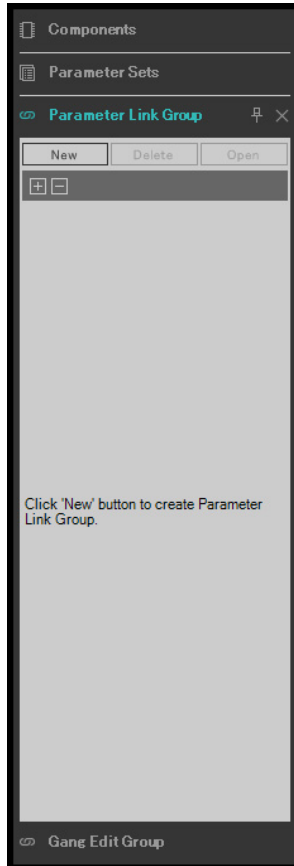 Components
Parameter Sets
Parameter Link Group
New Delete Open
Click 'New' button to create Parameter
Link Group.
Gang Edit Group